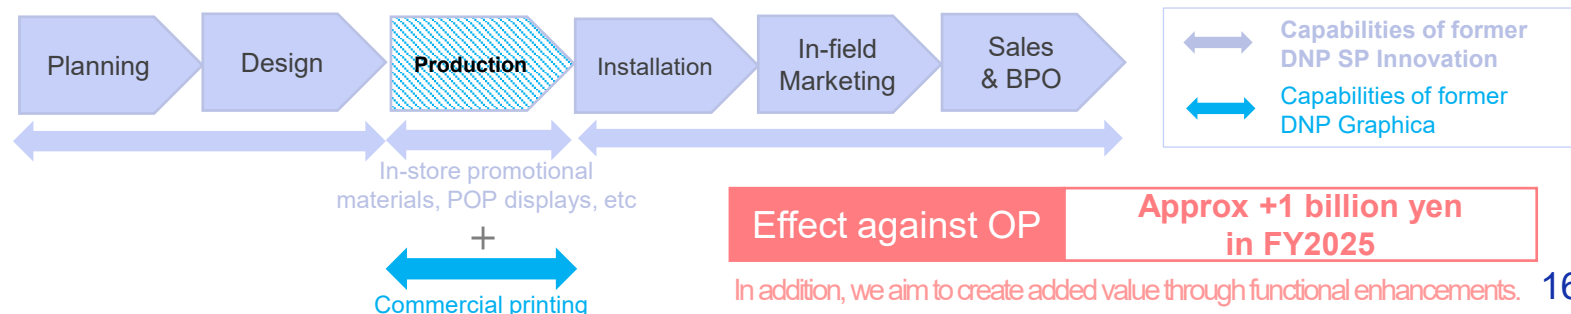 Planning
Design
Production
Installation
In-field
Marketing
Sales
& BPO
Capabilities of former
DNP SP Innovation
Capabilities of former
DNP Graphica
In-store promotional
materials, POP displays, etc
+
Commercial printing
Effect against OP
Approx +1 billion yen
in FY2025
In addition, we aim to create added value through functional enhancements.
16